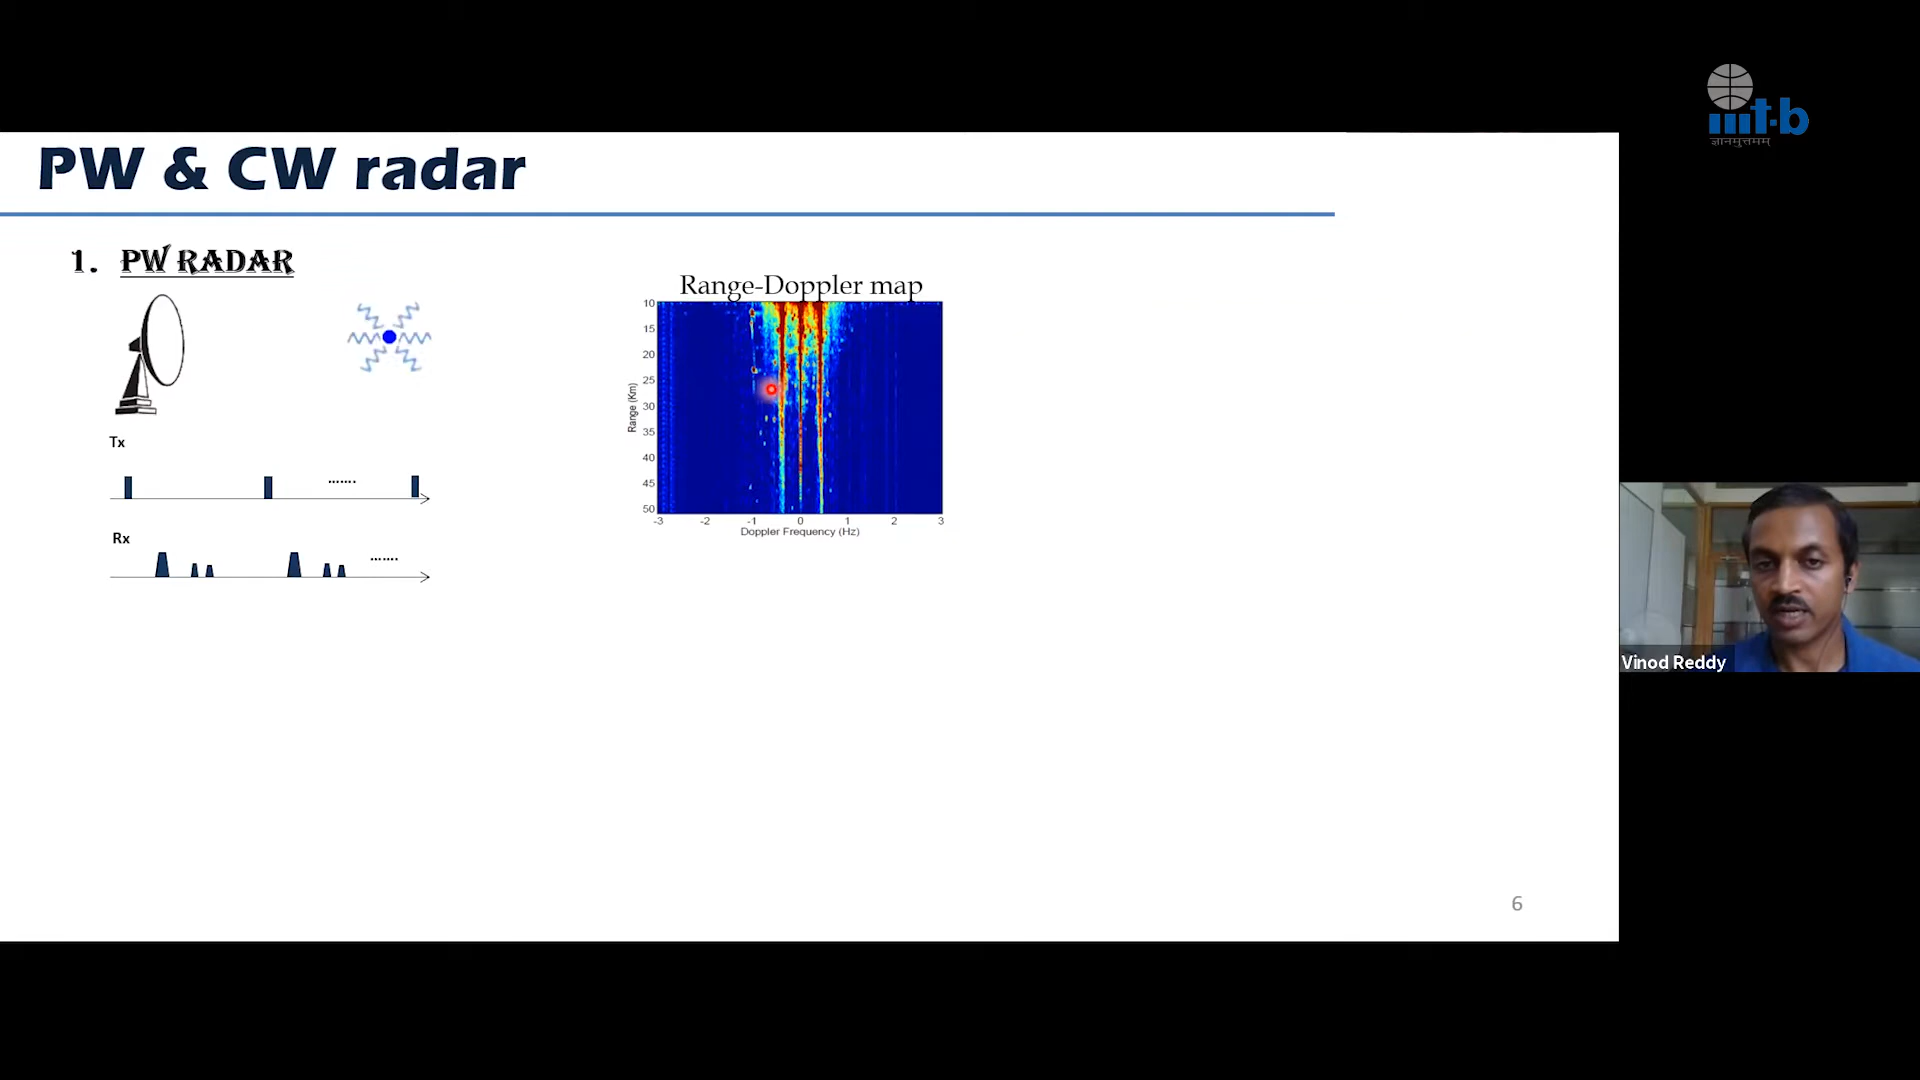 iiit-b
ज्ञानमुत्तमम्
PW & CW radar
1. PW RADAR
Range-Doppler map
10
15
20
25
30
35
40
45
50
Range (Km)
-3 -2 -1 0 1 2 3
Doppler Frequency (Hz)
Tx
.......
Rx
.......
Vinod Reddy
6